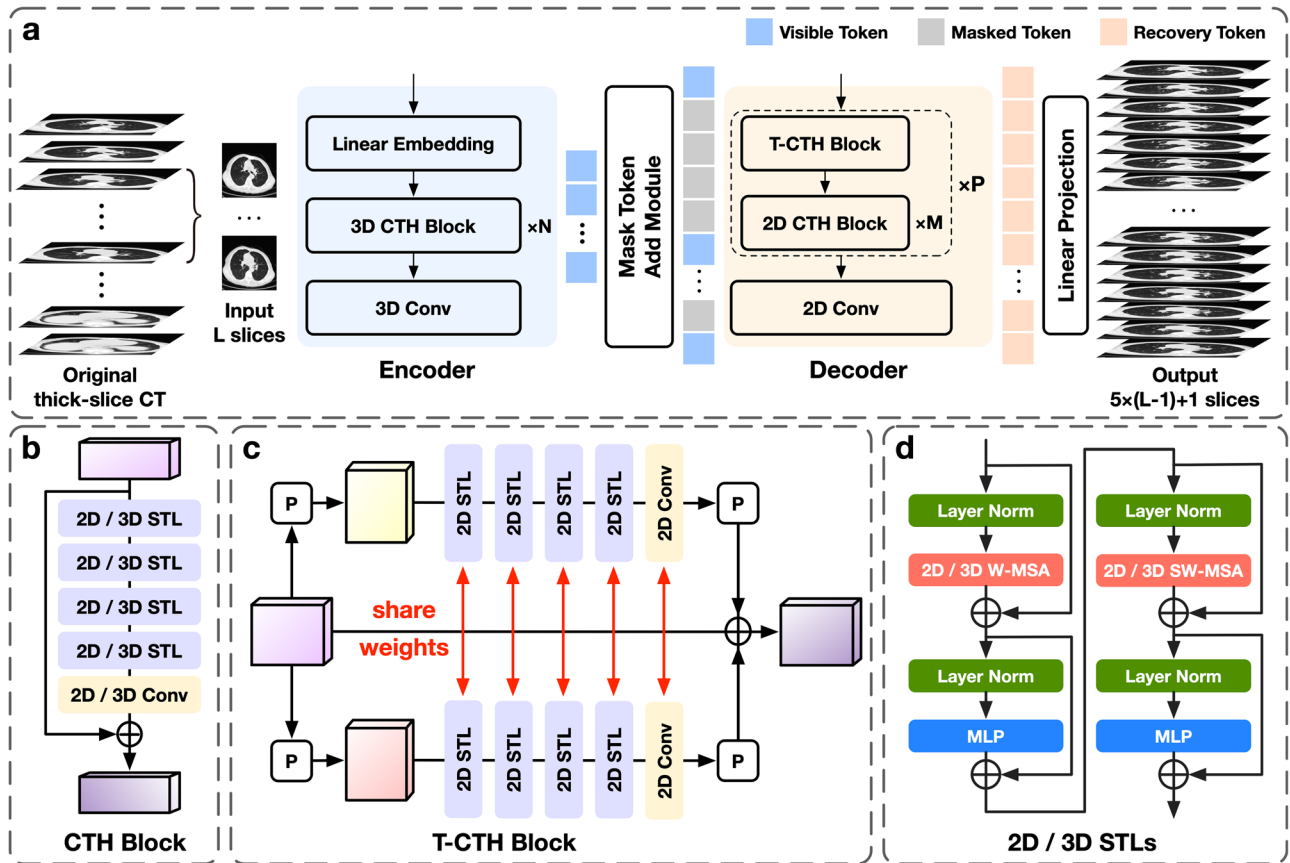 a
Visible Token
Masked Token
Recovery Token
Original
thick-slice CT
Input
L slices
Linear Embedding
3D CTH Block
×N
3D Conv
Encoder
Mask Token
Add Module
T-CTH Block
2D CTH Block
×M
×P
2D Conv
Decoder
Linear Projection
Output
5×(L-1)+1 slices
b
2D / 3D STL
2D / 3D STL
2D / 3D STL
2D / 3D STL
2D / 3D Conv
CTH Block
c
P
2D STL
2D STL
2D STL
2D STL
2D Conv
P
share
weights
P
2D STL
2D STL
2D STL
2D STL
2D Conv
P
T-CTH Block
d
Layer Norm
2D / 3D W-MSA
Layer Norm
MLP
Layer Norm
2D / 3D SW-MSA
Layer Norm
MLP
2D / 3D STLs